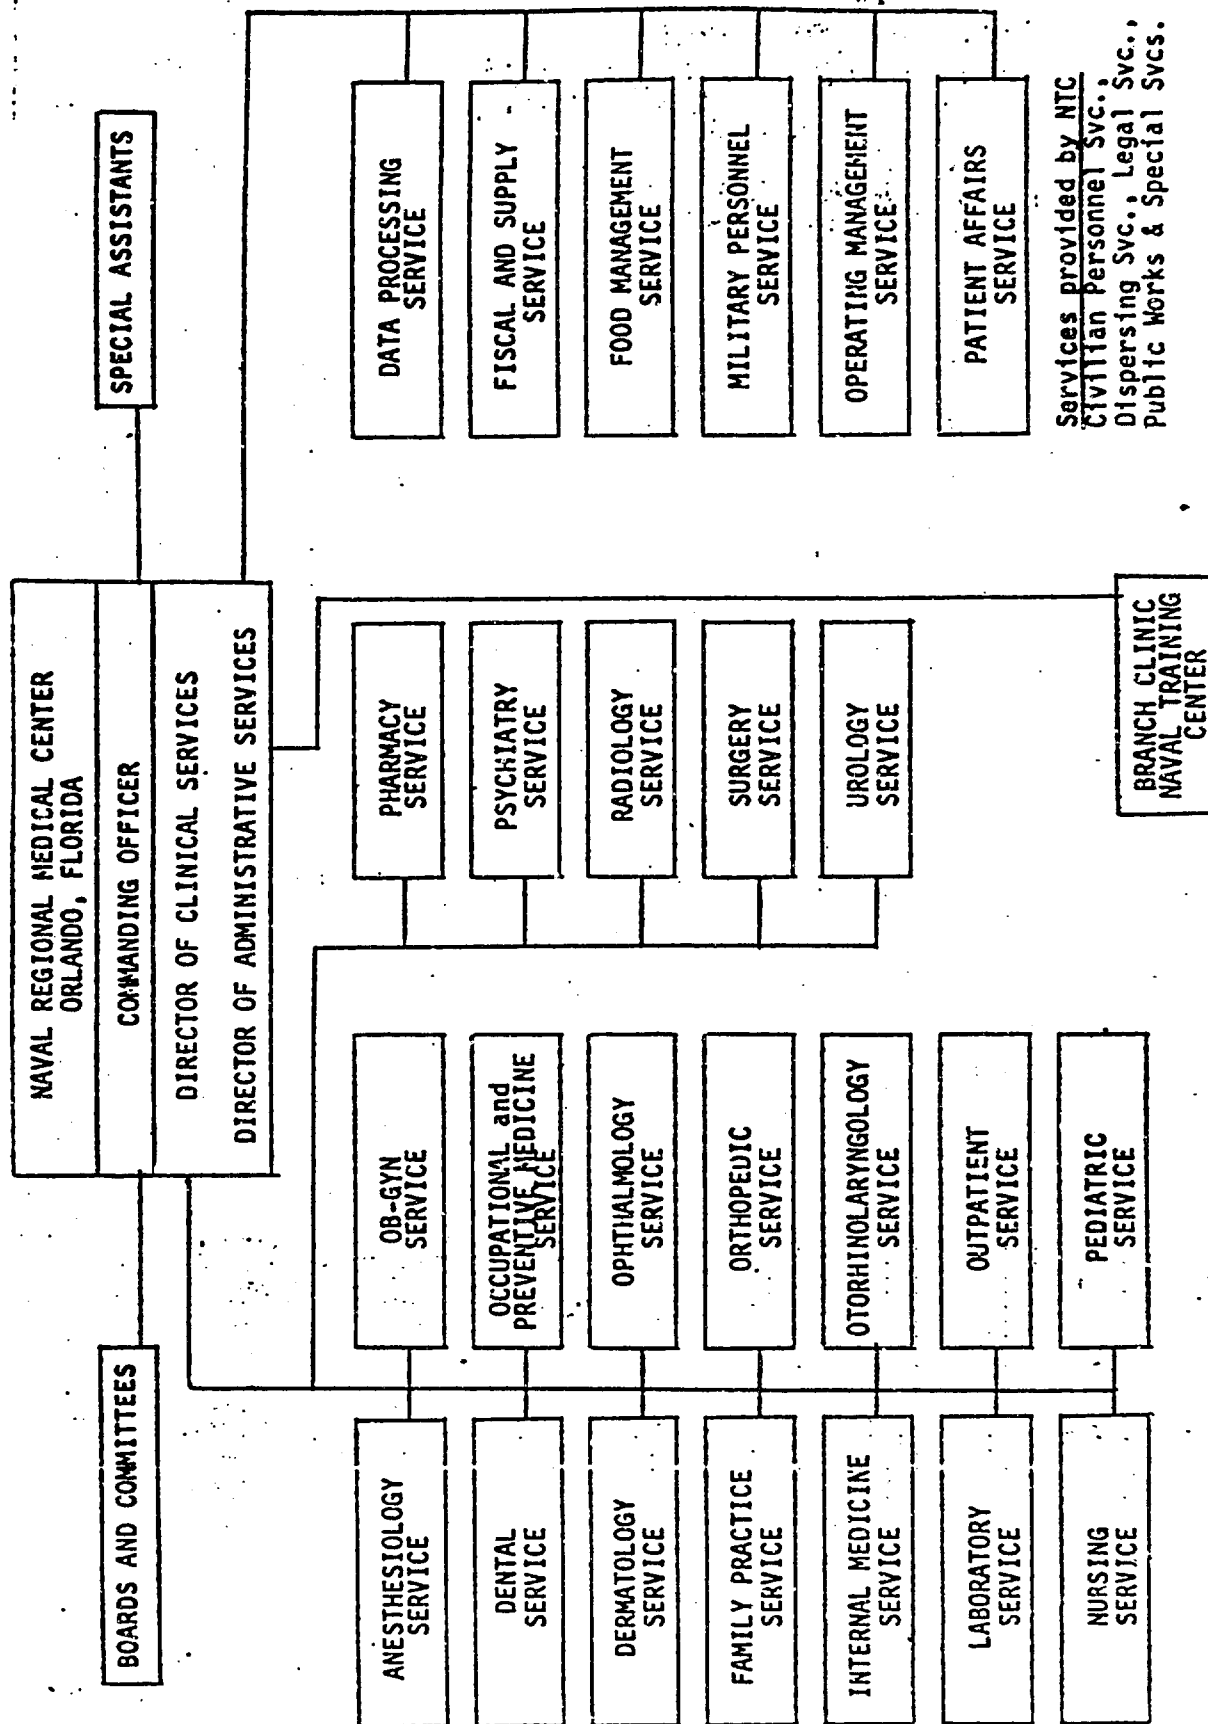 NAVAL REGIONAL MEDICAL CENTER
ORLANDO, FLORIDA
COMMANDING OFFICER
DIRECTOR OF CLINICAL SERVICES
DIRECTOR OF ADMINISTRATIVE SERVICES
BOARDS AND COMMITTEES
SPECIAL ASSISTANTS
ANESTHESIOLOGY
SERVICE
DENTAL
SERVICE
DERMATOLOGY
SERVICE
FAMILY PRACTICE
SERVICE
INTERNAL MEDICINE
SERVICE
LABORATORY
SERVICE
NURSING
SERVICE
OB-GYN
SERVICE
OCCUPATIONAL and
PREVENTIVE MEDICINE
SERVICE
OPHTHALMOLOGY
SERVICE
ORTHOPEDIC
SERVICE
OTORHINOLARYNGOLOGY
SERVICE
OUTPATIENT
SERVICE
PEDIATRIC
SERVICE
PHARMACY
SERVICE
PSYCHIATRY
SERVICE
RADIOLOGY
SERVICE
SURGERY
SERVICE
UROLOGY
SERVICE
BRANCH CLINIC
NAVAL TRAINING
CENTER
DATA PROCESSING
SERVICE
FISCAL AND SUPPLY
SERVICE
FOOD MANAGEMENT
SERVICE
MILITARY PERSONNEL
SERVICE
OPERATING MANAGEMENT
SERVICE
PATIENT AFFAIRS
SERVICE
Services provided by NTC
Civilian Personnel Svc.,
Dispersing Svc., Legal Svc.,
Public Works & Special Svcs.